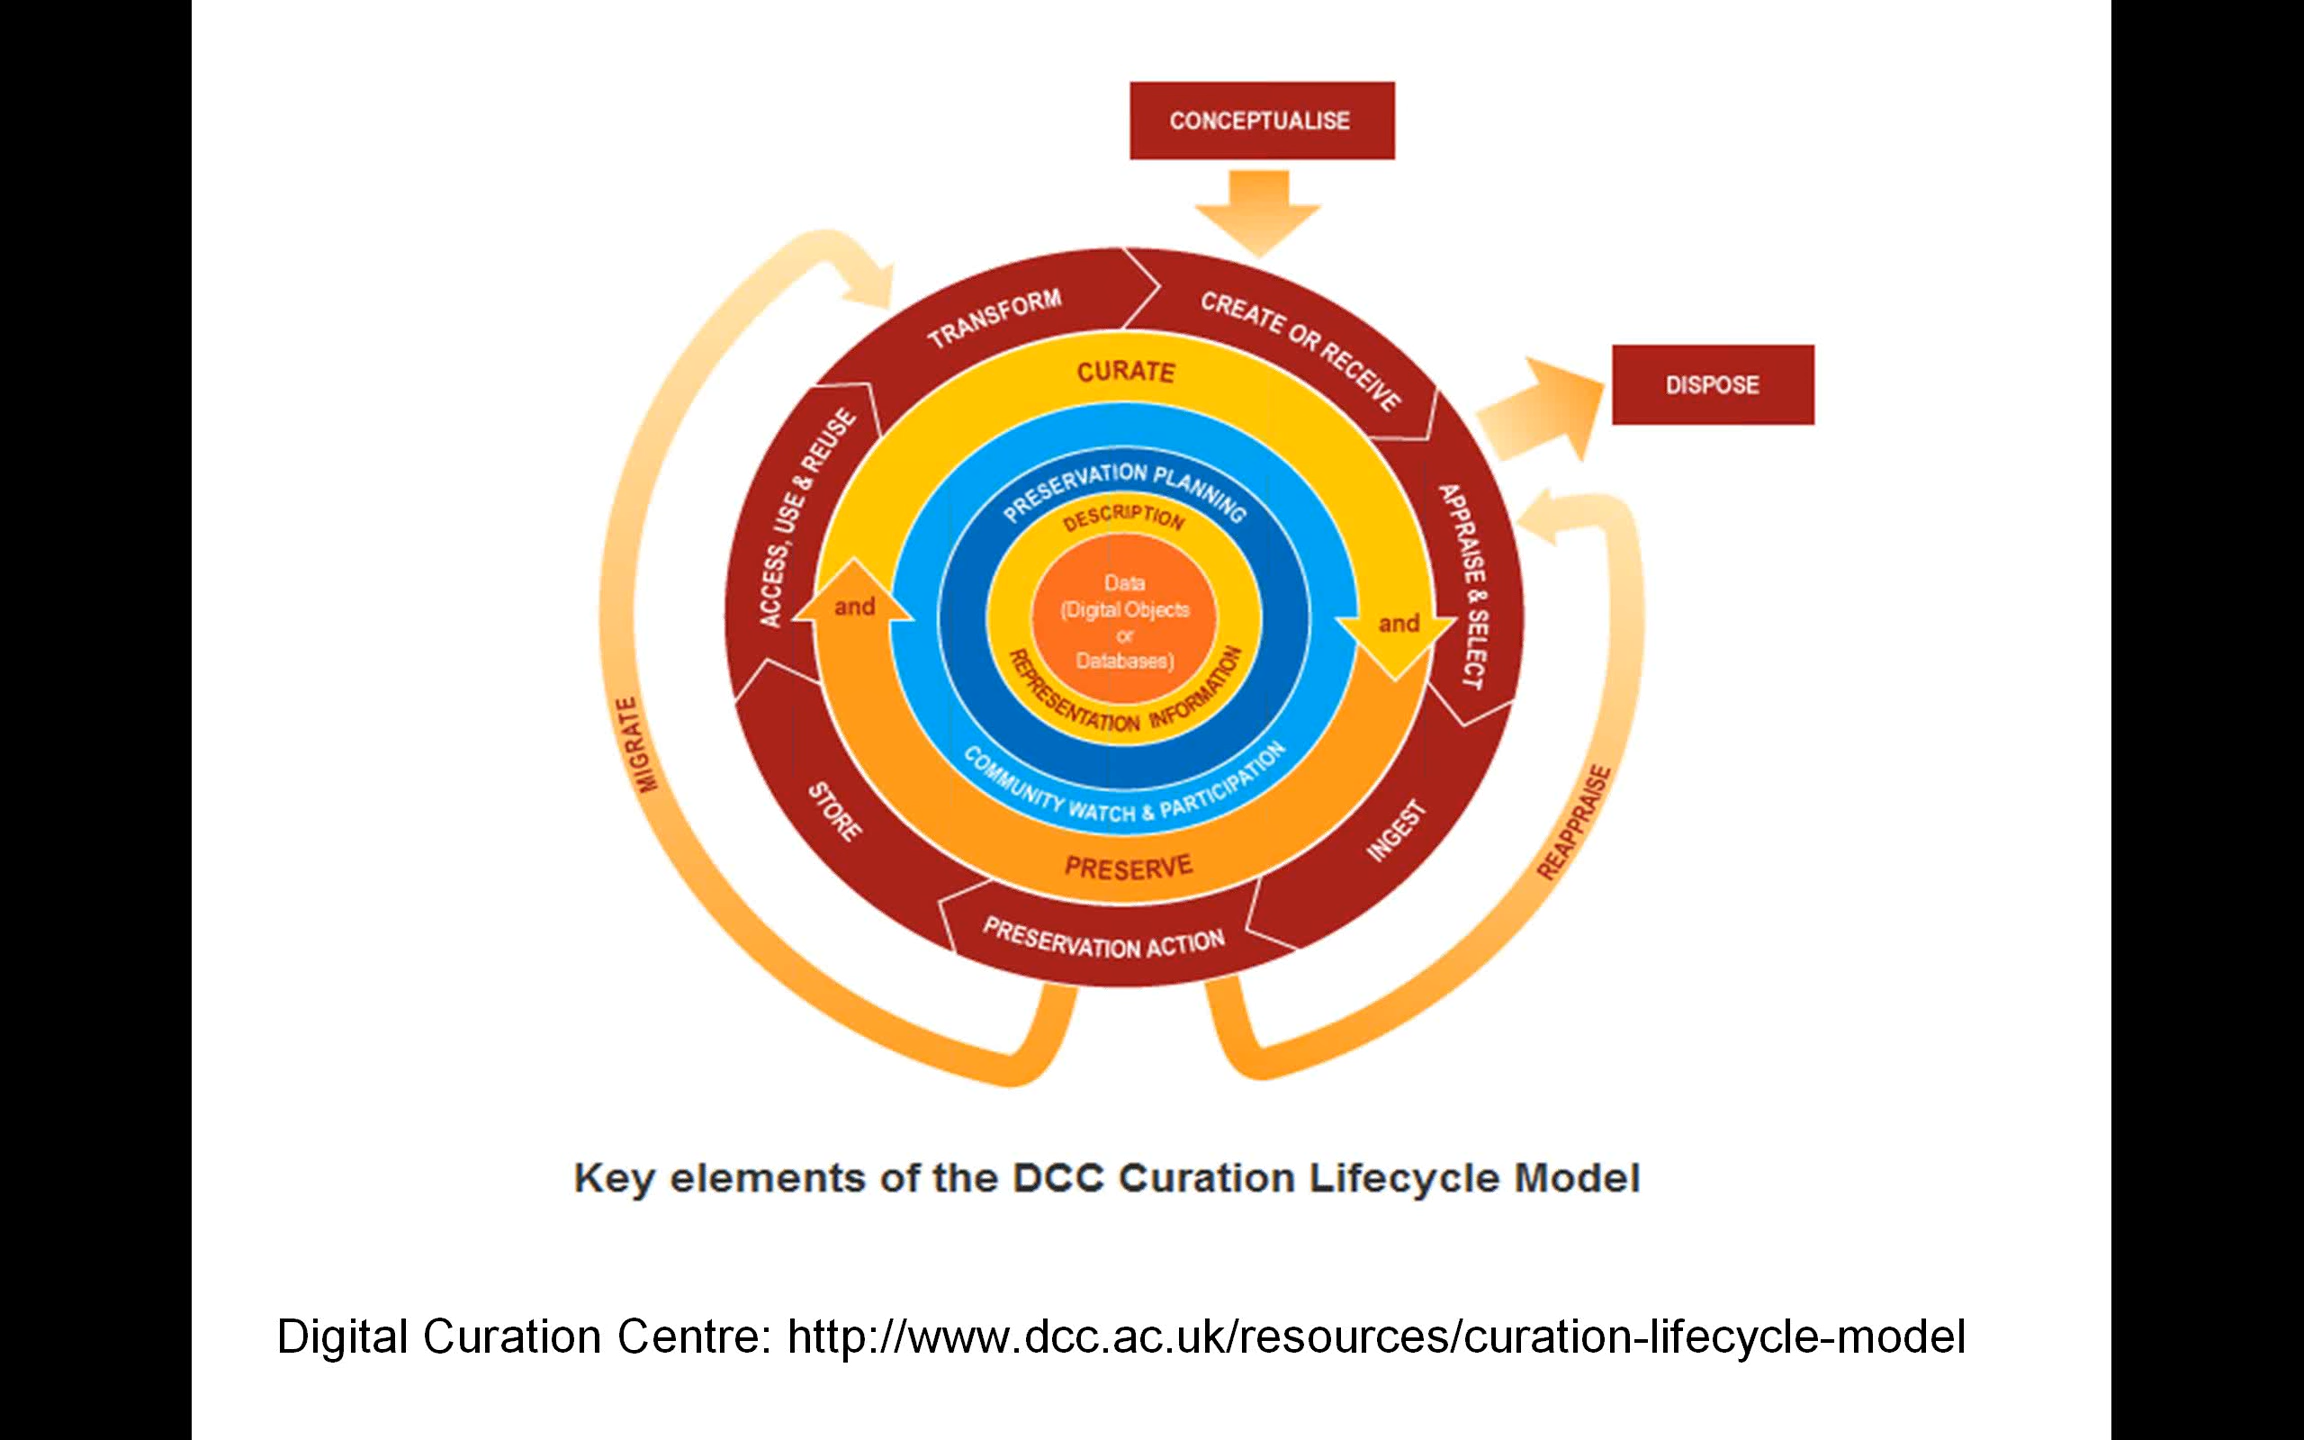 CONCEPTUALISE
DISPOSE
TRANSFORM
CREATE OR RECEIVE
APPRAISE & SELECT
INGEST
PRESERVATION ACTION
STORE
ACCESS, USE & REUSE
MIGRATE
REAPPRAISE
CURATE
and
PRESERVE
and
PRESERVATION PLANNING
COMMUNITY WATCH & PARTICIPATION
DESCRIPTION
REPRESENTATION INFORMATION
Data
(Digital Objects
or
Databases)
Key elements of the DCC Curation Lifecycle Model
Digital Curation Centre: http://www.dcc.ac.uk/resources/curation-lifecycle-model